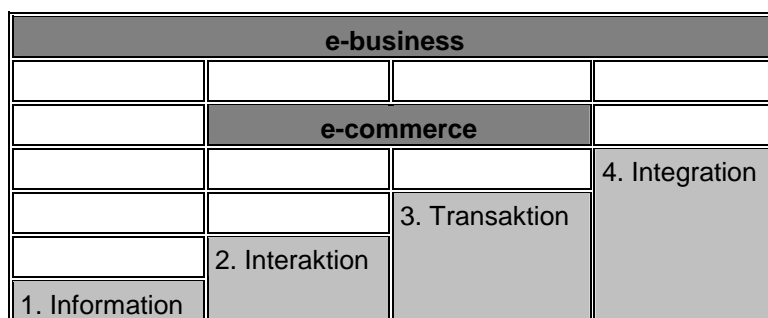 e-business
e-commerce
4. Integration
3. Transaktion
2. Interaktion
1. Information